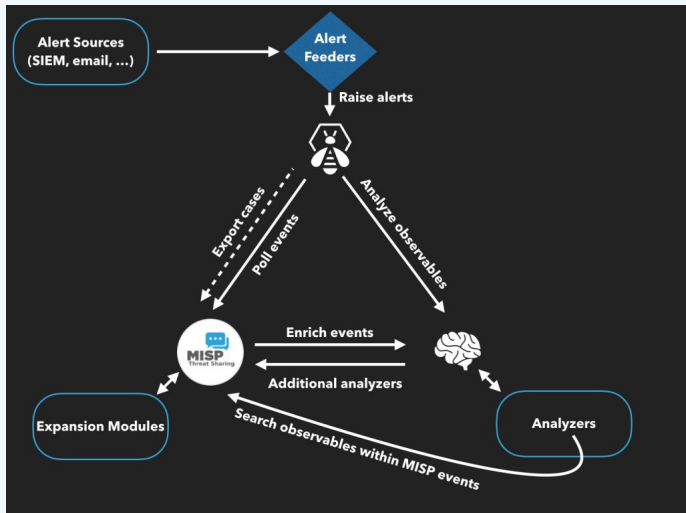 Alert Sources
(SIEM, email, ...)
Alert
Feeders
Raise alerts
Export cases
Poll events
Analyze observables
MISP
Threat Sharing
Enrich events
Additional analyzers
Expansion Modules
Analyzers
Search observables within MISP events